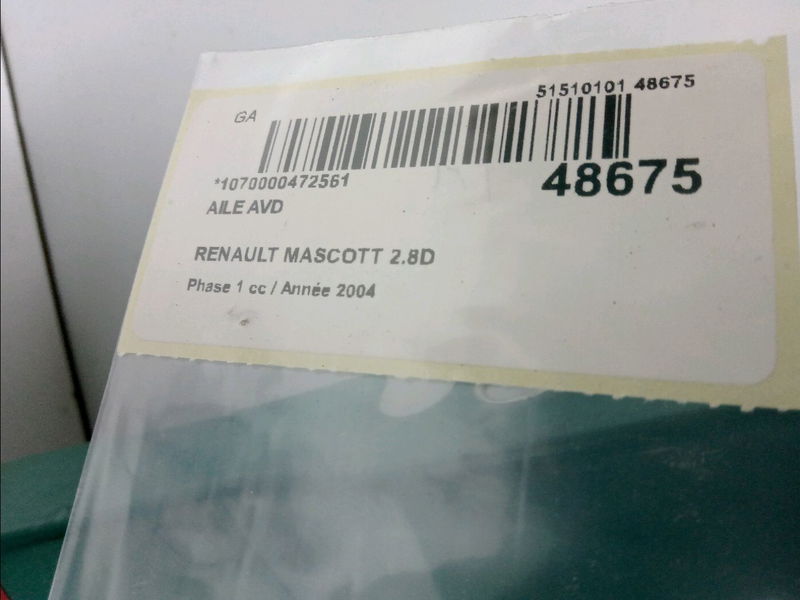 51510101 48675
GA
*1070000472561
48675
AILE AVD
RENAULT MASCOTT 2.8D
Phase 1 cc / Année 2004